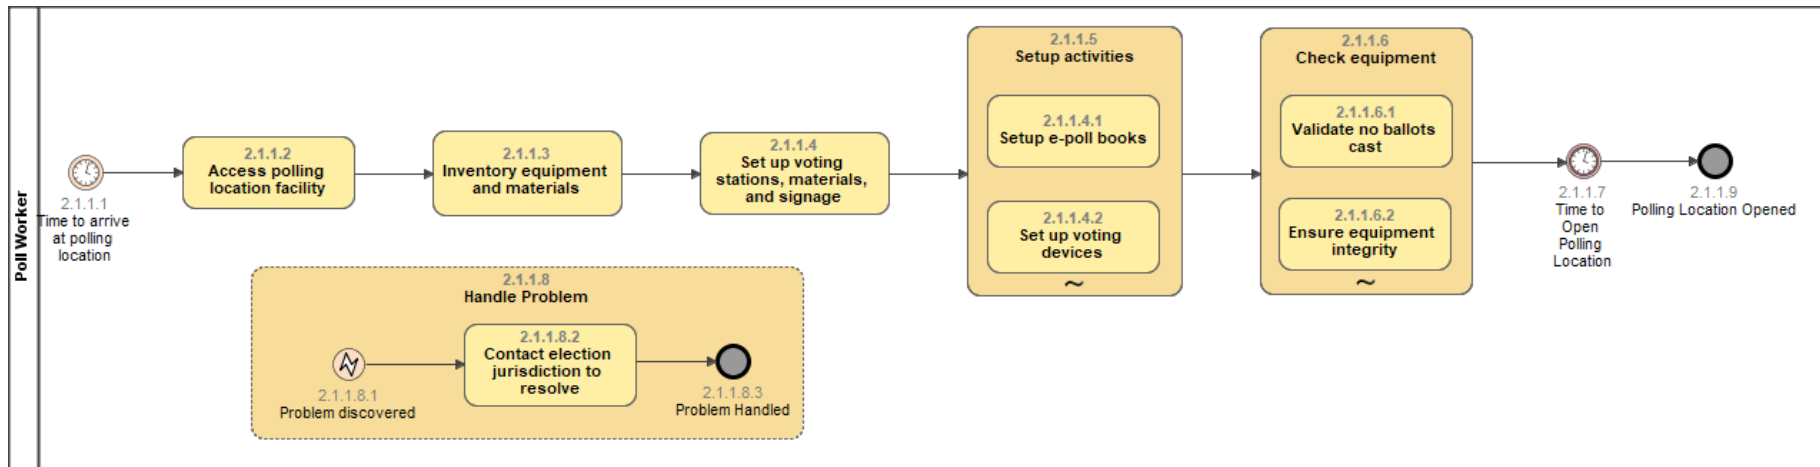 Poll Worker
2.1.1.1
Time to arrive
at polling
location
2.1.1.2
Access polling
location facility
2.1.1.3
Inventory equipment
and materials
2.1.1.4
Set up voting
stations, materials,
and signage
2.1.1.5
Setup activities
2.1.1.4.1
Setup e-poll books
2.1.1.4.2
Set up voting
devices
~
2.1.1.6
Check equipment
2.1.1.6.1
Validate no ballots
cast
2.1.1.6.2
Ensure equipment
integrity
~
2.1.1.7
Time to
Open
Polling
Location
2.1.1.9
Polling Location Opened
2.1.1.8
Handle Problem
2.1.1.8.1
Problem discovered
2.1.1.8.2
Contact election
jurisdiction to
resolve
2.1.1.8.3
Problem Handled